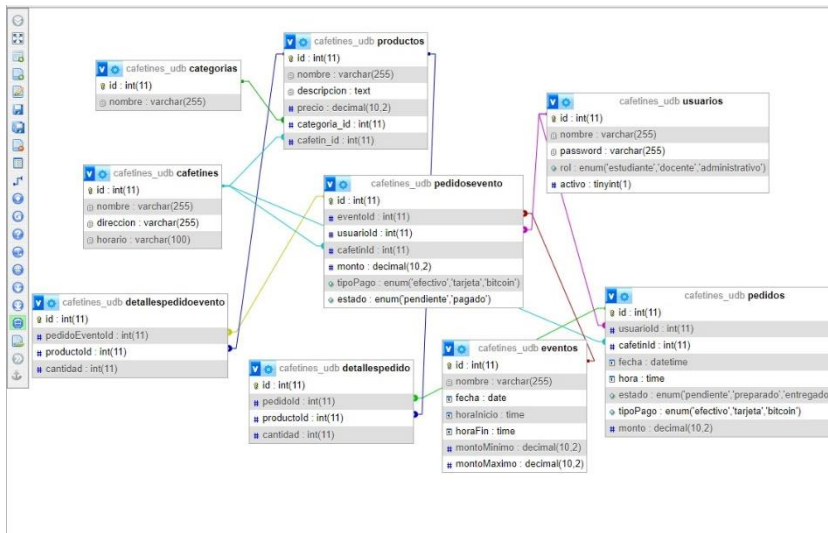 cafetines_udb productos
id : int(11)
nombre : varchar(255)
descripcion : text
precio : decimal(10,2)
categoria_id : int(11)
cafetin_id : int(11)
cafetines_udb categorias
id : int(11)
nombre : varchar(255)
cafetines_udb usuarios
id : int(11)
nombre : varchar(255)
password : varchar(255)
rol : enum('estudiante','docente','administrativo')
activo : tinyint(1)
cafetines_udb cafetines
id : int(11)
nombre : varchar(255)
direccion : varchar(255)
horario : varchar(100)
cafetines_udb pedidosevento
id : int(11)
eventoId : int(11)
usuarioId : int(11)
cafetinId : int(11)
monto : decimal(10,2)
tipoPago : enum('efectivo','tarjeta','bitcoin')
estado : enum('pendiente','pagado')
cafetines_udb detallespedidoevento
id : int(11)
pedidoEventoId : int(11)
productoId : int(11)
cantidad : int(11)
cafetines_udb pedidos
id : int(11)
usuarioId : int(11)
cafetinId : int(11)
fecha : datetime
hora : time
estado : enum('pendiente','preparado','entregado
tipoPago : enum('efectivo','tarjeta','bitcoin')
monto : decimal(10,2)
cafetines_udb detallespedido
id : int(11)
pedidoId : int(11)
productoId : int(11)
cantidad : int(11)
cafetines_udb eventos
id : int(11)
nombre : varchar(255)
fecha : date
horaInicio : time
horaFin : time
montoMinimo : decimal(10,2)
montoMaximo : decimal(10,2)